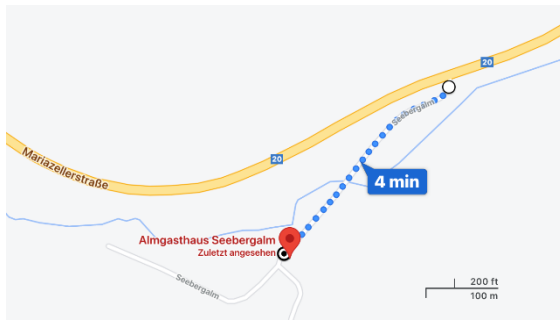 20
Seebergalm
Mariazellerstraße
20
4 min
Almgasthaus Seebergalm
Zuletzt angesehen
Seebergalm
200 ft
100 m